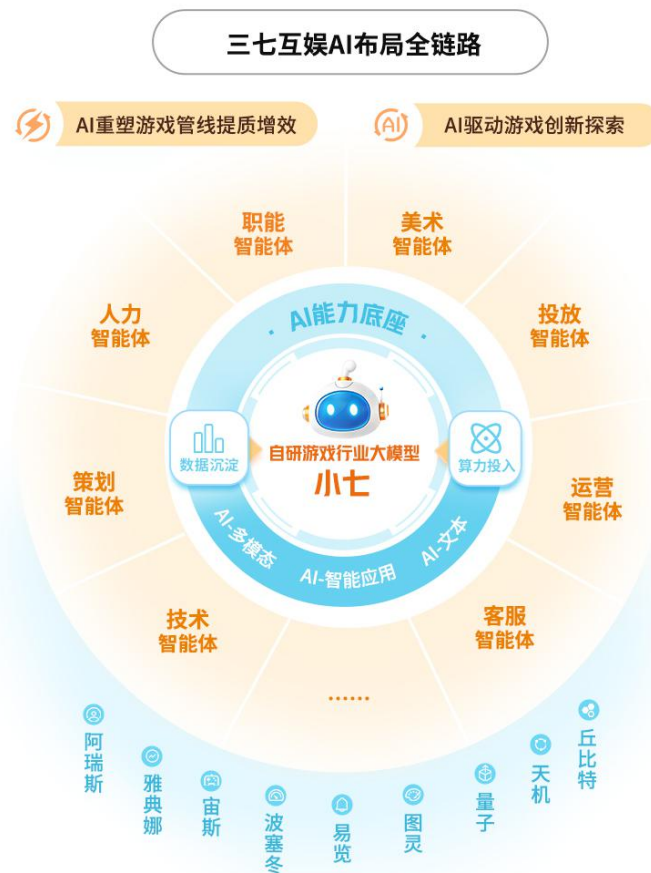 三七互娱AI布局全链路
AI重塑游戏管线提质增效
AI
AI驱动游戏创新探索
职能
智能体
美术
智能体
人力
智能体
投放
智能体
策划
智能体
运营
智能体
技术
智能体
客服
智能体
......
·AI能力底座·
数据沉淀
自研游戏行业大模型
小七
算力投入
AI-多模态
AI-智能应用
AI-文本
阿瑞斯
雅典娜
宙斯
波塞冬
易览
图灵
量子
天机
丘比特